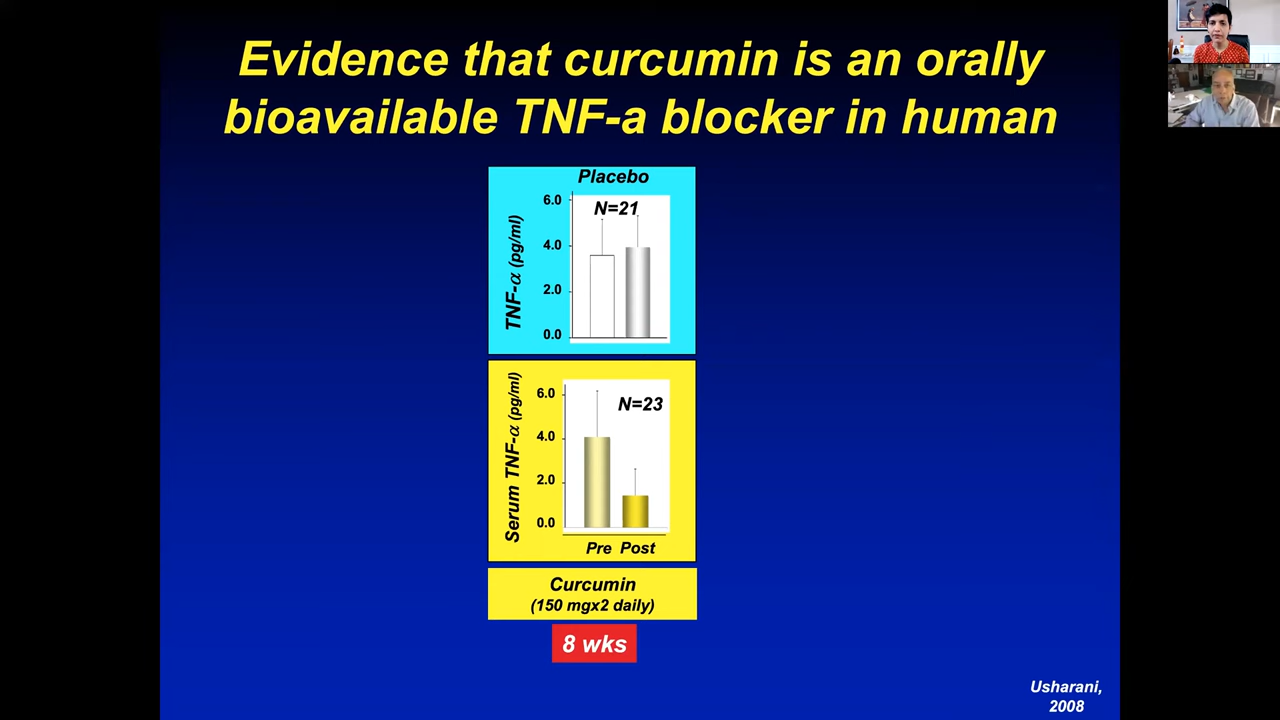 Evidence that curcumin is an orally
bioavailable TNF-a blocker in human
Placebo
N=21
TNF-α (pg/ml)
6.0
4.0
2.0
0.0
N=23
Serum TNF-α (pg/ml)
6.0
4.0
2.0
0.0
Pre Post
Curcumin
(150 mgx2 daily)
8 wks
Usharani,
2008